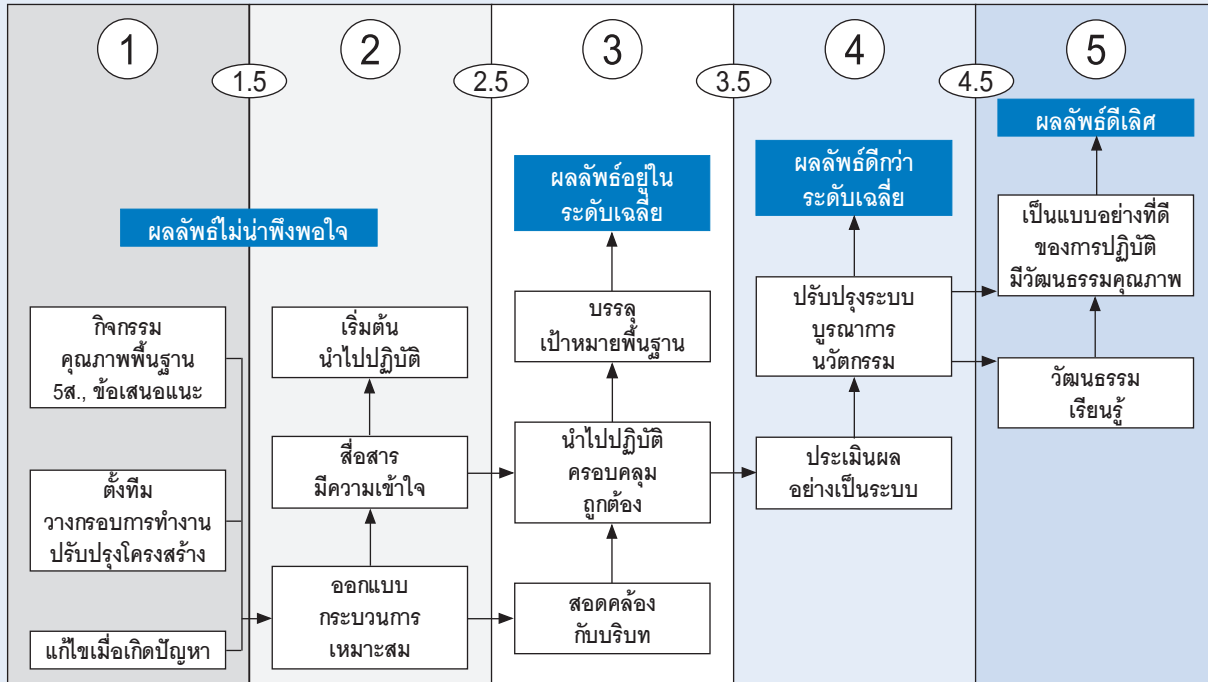 1
2
3
4
5
1.5
2.5
3.5
4.5
ผลลัพธ์ไม่น่าพึงพอใจ
กิจกรรม
คุณภาพพื้นฐาน
5ส., ข้อเสนอแนะ
ตั้งทีม
วางกรอบการทำงาน
ปรับปรุงโครงสร้าง
แก้ไขเมื่อเกิดปัญหา
เริ่มต้น
นำไปปฏิบัติ
สื่อสาร
มีความเข้าใจ
ออกแบบ
กระบวนการ
เหมาะสม
ผลลัพธ์อยู่ใน
ระดับเฉลี่ย
บรรลุ
เป้าหมายพื้นฐาน
นำไปปฏิบัติ
ครอบคลุม
ถูกต้อง
สอดคล้อง
กับบริบท
ผลลัพธ์ดีกว่า
ระดับเฉลี่ย
ปรับปรุงระบบ
บูรณาการ
นวัตกรรม
ประเมินผล
อย่างเป็นระบบ
ผลลัพธ์ดีเลิศ
เป็นแบบอย่างที่ดี
ของการปฏิบัติ
มีวัฒนธรรมคุณภาพ
วัฒนธรรม
เรียนรู้